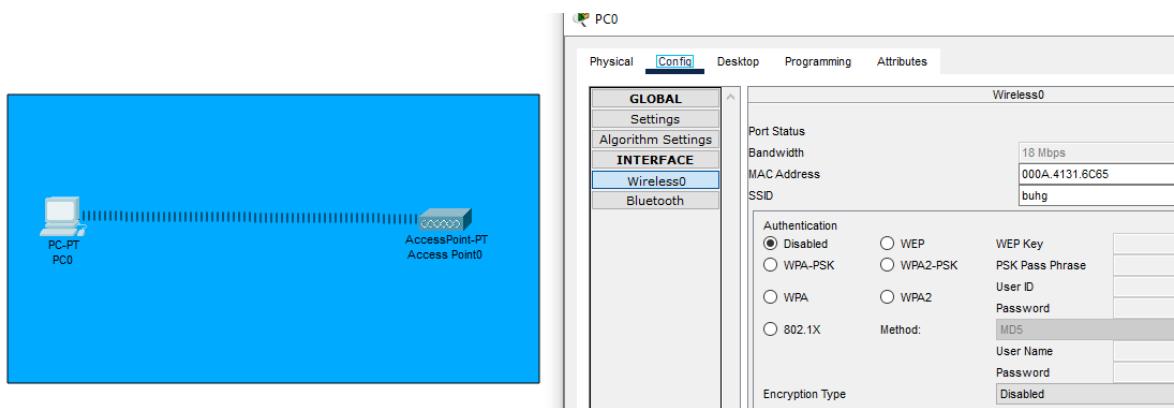 PC0
Physical Config Desktop Programming Attributes
GLOBAL
Settings
Algorithm Settings
INTERFACE
Wireless0
Bluetooth
Wireless0
Port Status
Bandwidth 18 Mbps
MAC Address 000A.4131.6C65
SSID buhg
Authentication
Disabled WEP WEP Key
WPA-PSK WPA2-PSK PSK Pass Phrase
User ID
WPA WPA2
Password
802.1X Method: MD5
User Name
Password
Encryption Type Disabled
PC-PT
PC0
AccessPoint-PT
Access Point0